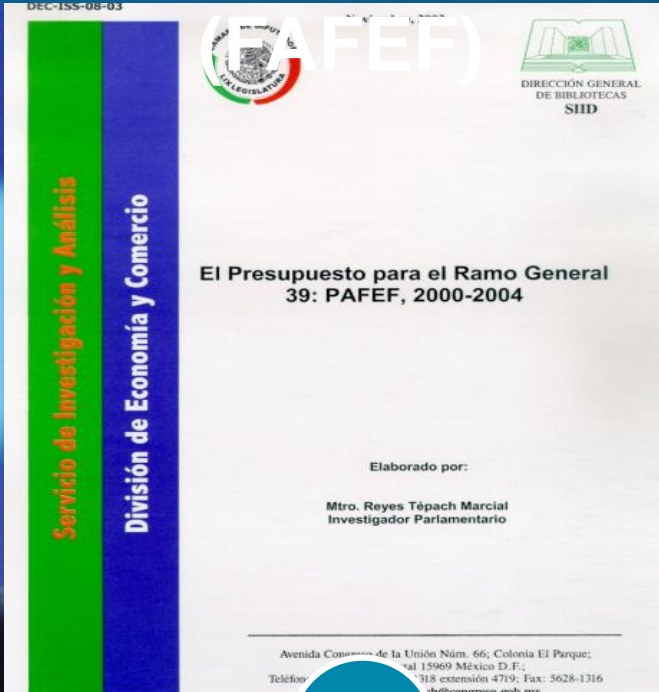 DEC-ISS-08-03
(FAFEF)
LIX LEGISLATURA
DIRECCIÓN GENERAL
DE BIBLIOTECAS
SIID
Servicio de Investigación y Análisis
División de Economía y Comercio
El Presupuesto para el Ramo General
39: PAFEF, 2000-2004
Elaborado por:
Mtro. Reyes Tépach Marcial
Investigador Parlamentario
Avenida Congreso de la Unión Núm. 66; Colonia El Parque;
15969 México D.F.;
318 extensión 4719; Fax: 5628-1316